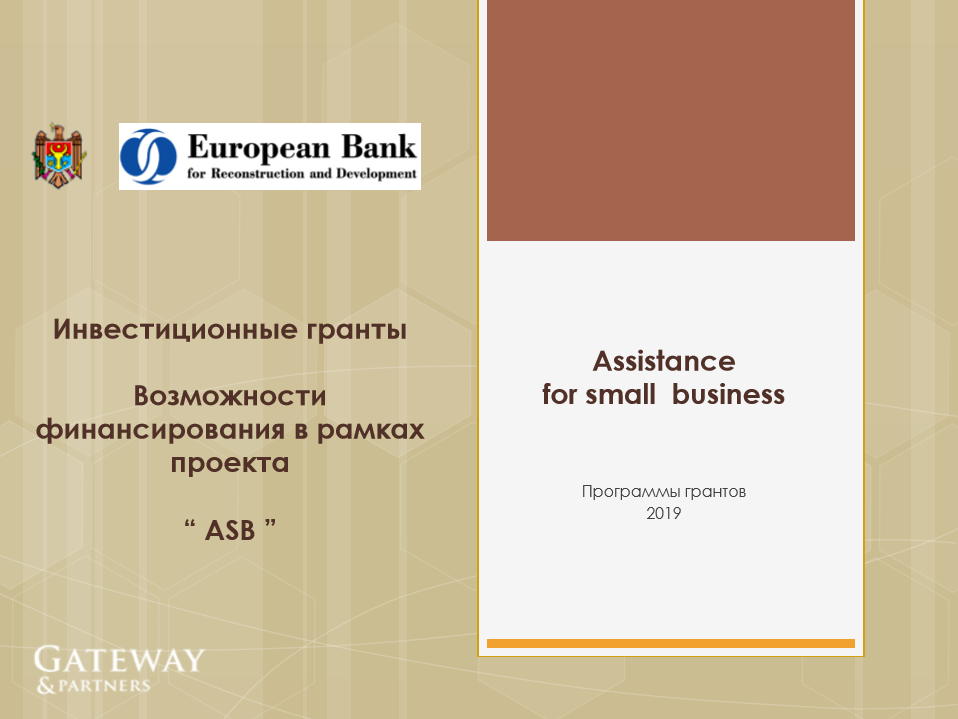 European Bank
for Reconstruction and Development
Инвестиционные гранты
Возможности
финансирования в рамках
проекта
“ ASB ”
GATEWAY
& PARTNERS
Assistance
for small business
Программы грантов
2019